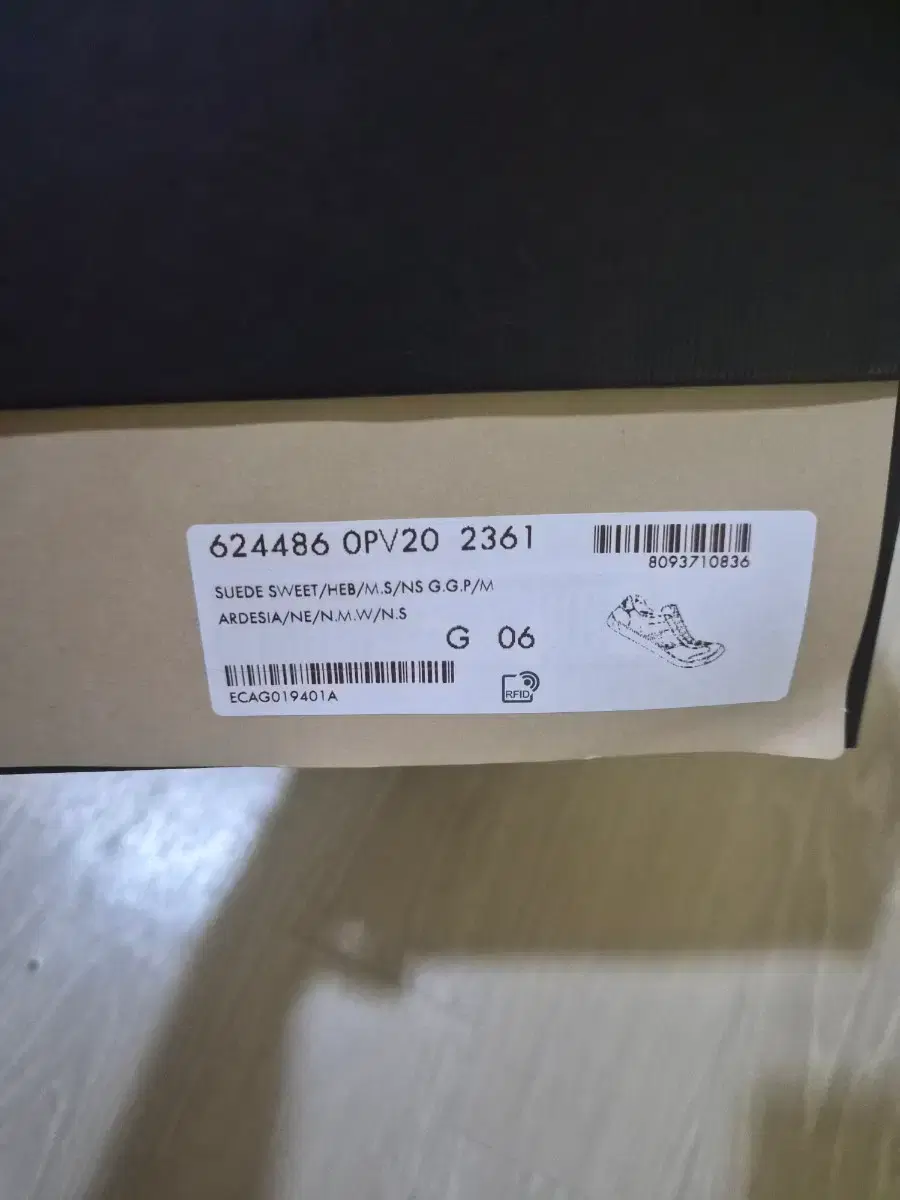 624486 0PV20 2361
8093710836
SUEDE SWEET/HEB/M.S/NS G.G.P/M
ARDESIA/NE/N.M.W/N.S
G 06
ECAG019401A
RFID